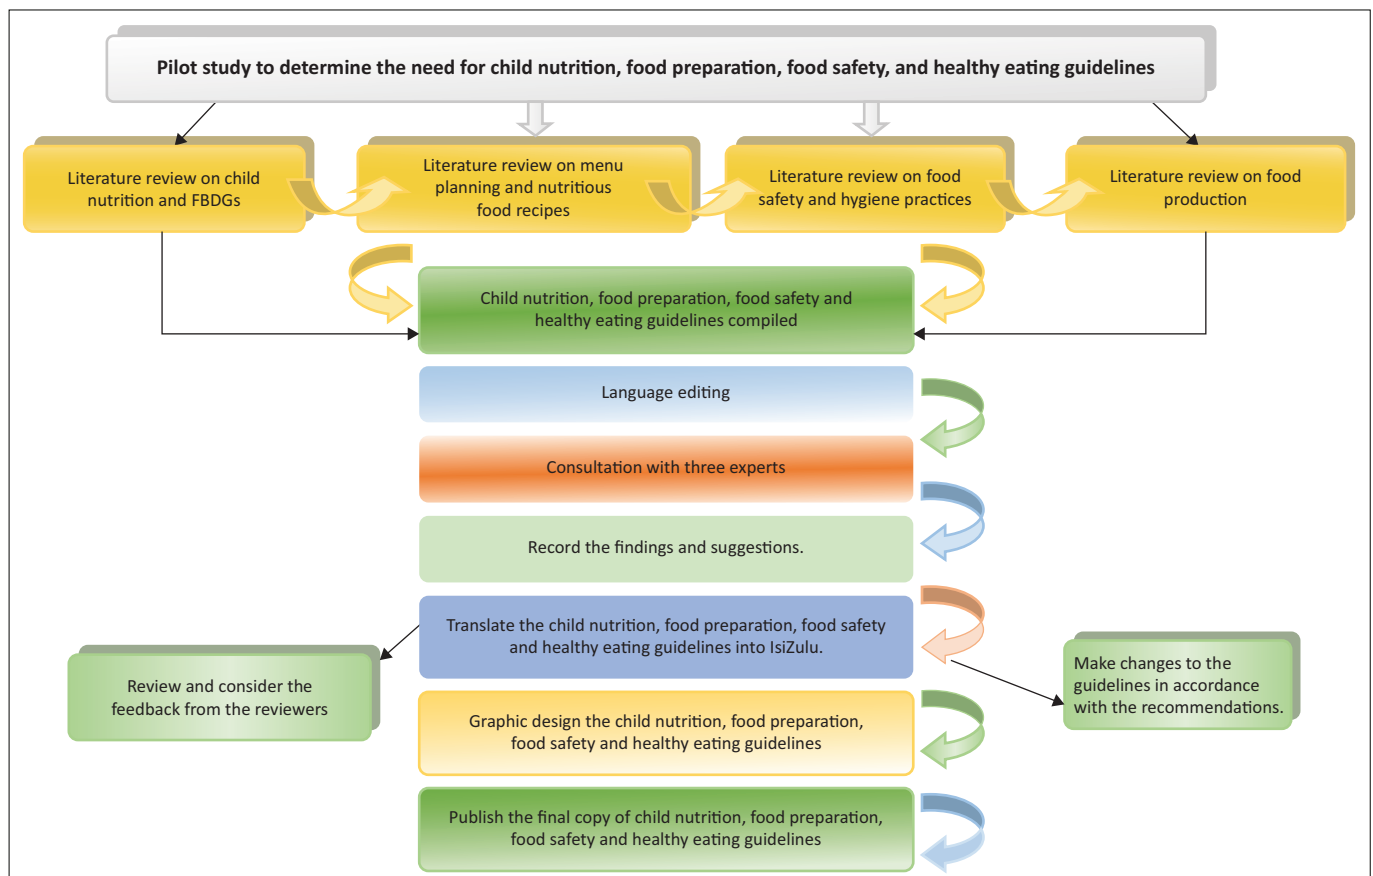 Pilot study to determine the need for child nutrition, food preparation, food safety, and healthy eating guidelines
Literature review on child
nutrition and FBDGs
Literature review on menu
planning and nutritious
food recipes
Literature review on food
safety and hygiene practices
Literature review on food
production
Child nutrition, food preparation, food safety and
healthy eating guidelines compiled
Language editing
Consultation with three experts
Record the findings and suggestions.
Translate the child nutrition, food preparation, food safety
and healthy eating guidelines into IsiZulu.
Review and consider the
feedback from the reviewers
Make changes to the
guidelines in accordance
with the recommendations.
Graphic design the child nutrition, food preparation,
food safety and healthy eating guidelines
Publish the final copy of child nutrition, food preparation,
food safety and healthy eating guidelines